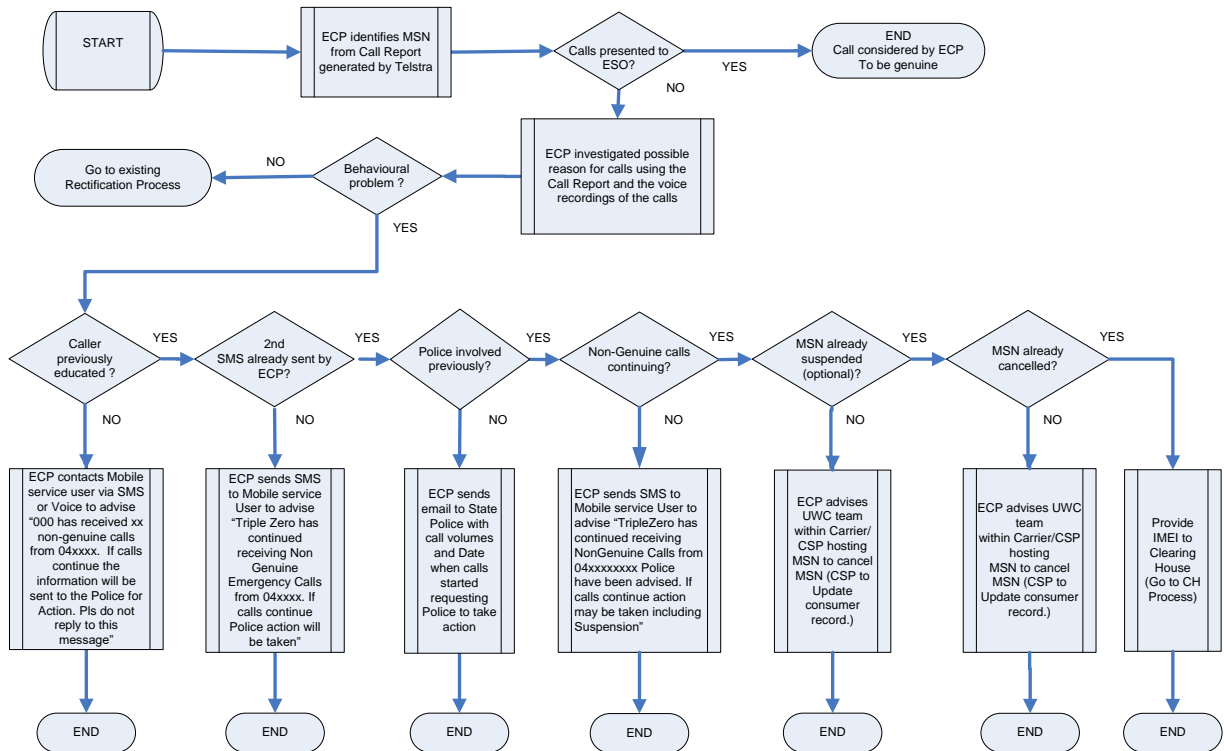 START
ECP identifies MSN
from Call Report
generated by Telstra
Calls presented to
ESO?
YES
END
Call considered by ECP
To be genuine
NO
ECP investigated possible
reason for calls using the
Call Report and the voice
recordings of the calls
Behavioural
problem ?
NO
Go to existing
Rectification Process
YES
Caller
previously
educated ?
YES
2nd
SMS already sent by
ECP?
YES
Police involved
previously?
YES
Non-Genuine calls
continuing?
YES
MSN already
suspended
(optional)?
YES
MSN already
cancelled?
YES
NO
NO
NO
NO
NO
NO
ECP contacts Mobile
service user via SMS
or Voice to advise
“000 has received xx
non-genuine calls
from 04xxxx.  If calls
continue the
information will be
sent to the Police for
Action. Pls do not
reply to this
message”
ECP sends SMS
to Mobile service
User to advise
“Triple Zero has
continued
receiving Non
Genuine
Emergency Calls
from 04xxxx. If
calls continue
Police action will
be taken”
ECP sends
email to State
Police with
call volumes
and Date
when calls
started
requesting
Police to take
action
ECP sends SMS to
Mobile service User to
advise “TripleZero has
continued receiving
NonGenuine Calls from
04xxxxxxxx Police
have been advised. If
calls continue action
may be taken including
Suspension”
ECP advises
UWC team
within Carrier/
CSP hosting
MSN to cancel
MSN (CSP to
Update
consumer
record.)
ECP advises UWC
team
within Carrier/CSP
hosting
MSN to cancel
MSN (CSP to
Update consumer
record.)
Provide
IMEI to
Clearing
House
(Go to CH
Process)
END
END
END
END
END
END
END